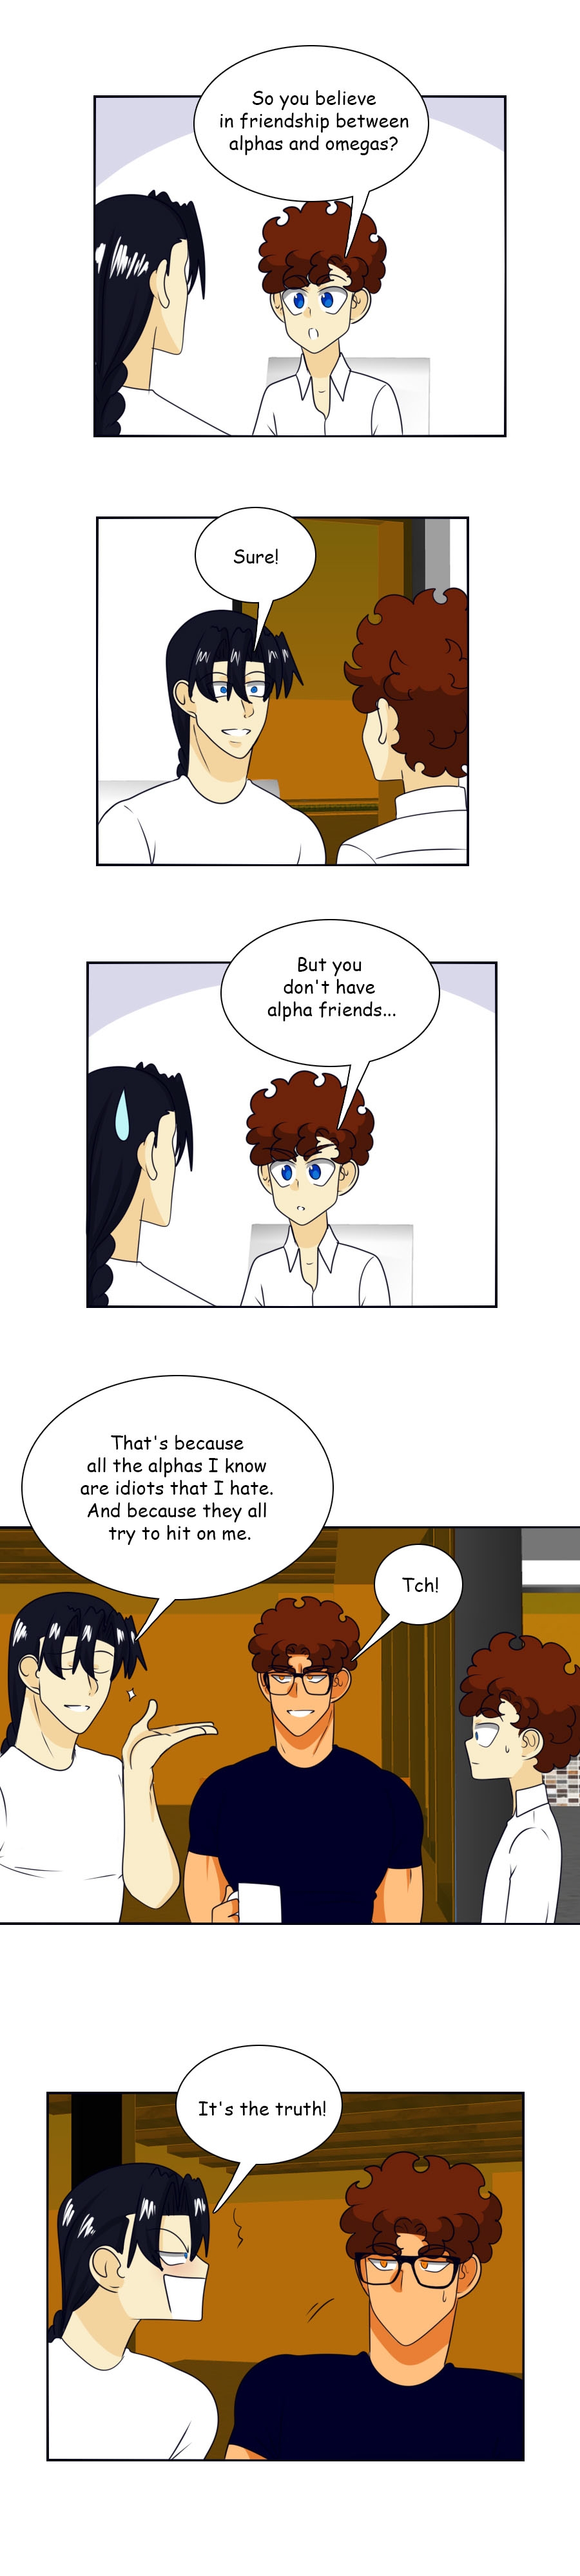 So you believe
in friendship between
alphas and omegas?
Sure!
But you
don't have
alpha friends...
That's because
all the alphas I know
are idiots that I hate.
And because they all
try to hit on me.
Tch!
It's the truth!